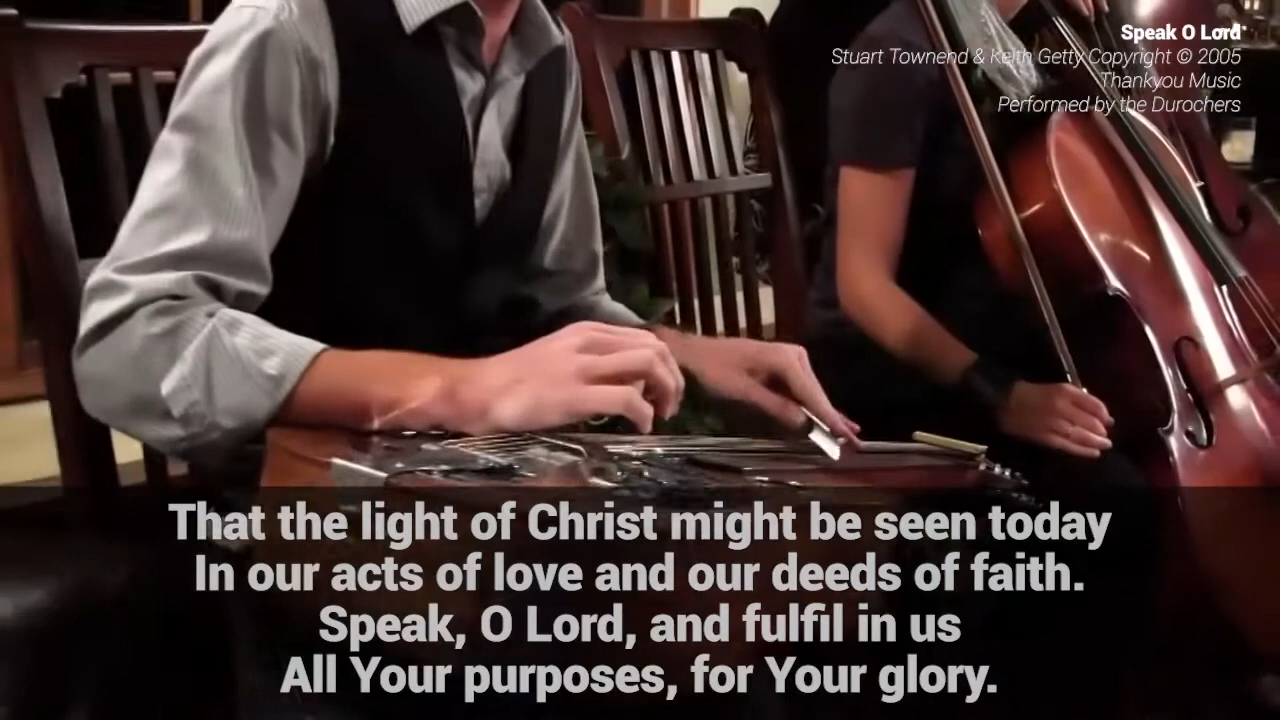 Speak O Lord
Stuart Townend & Keith Getty Copyright © 2005
Thankyou Music
Performed by the Durochers
That the light of Christ might be seen today
In our acts of love and our deeds of faith.
Speak, O Lord, and fulfil in us
All Your purposes, for Your glory.